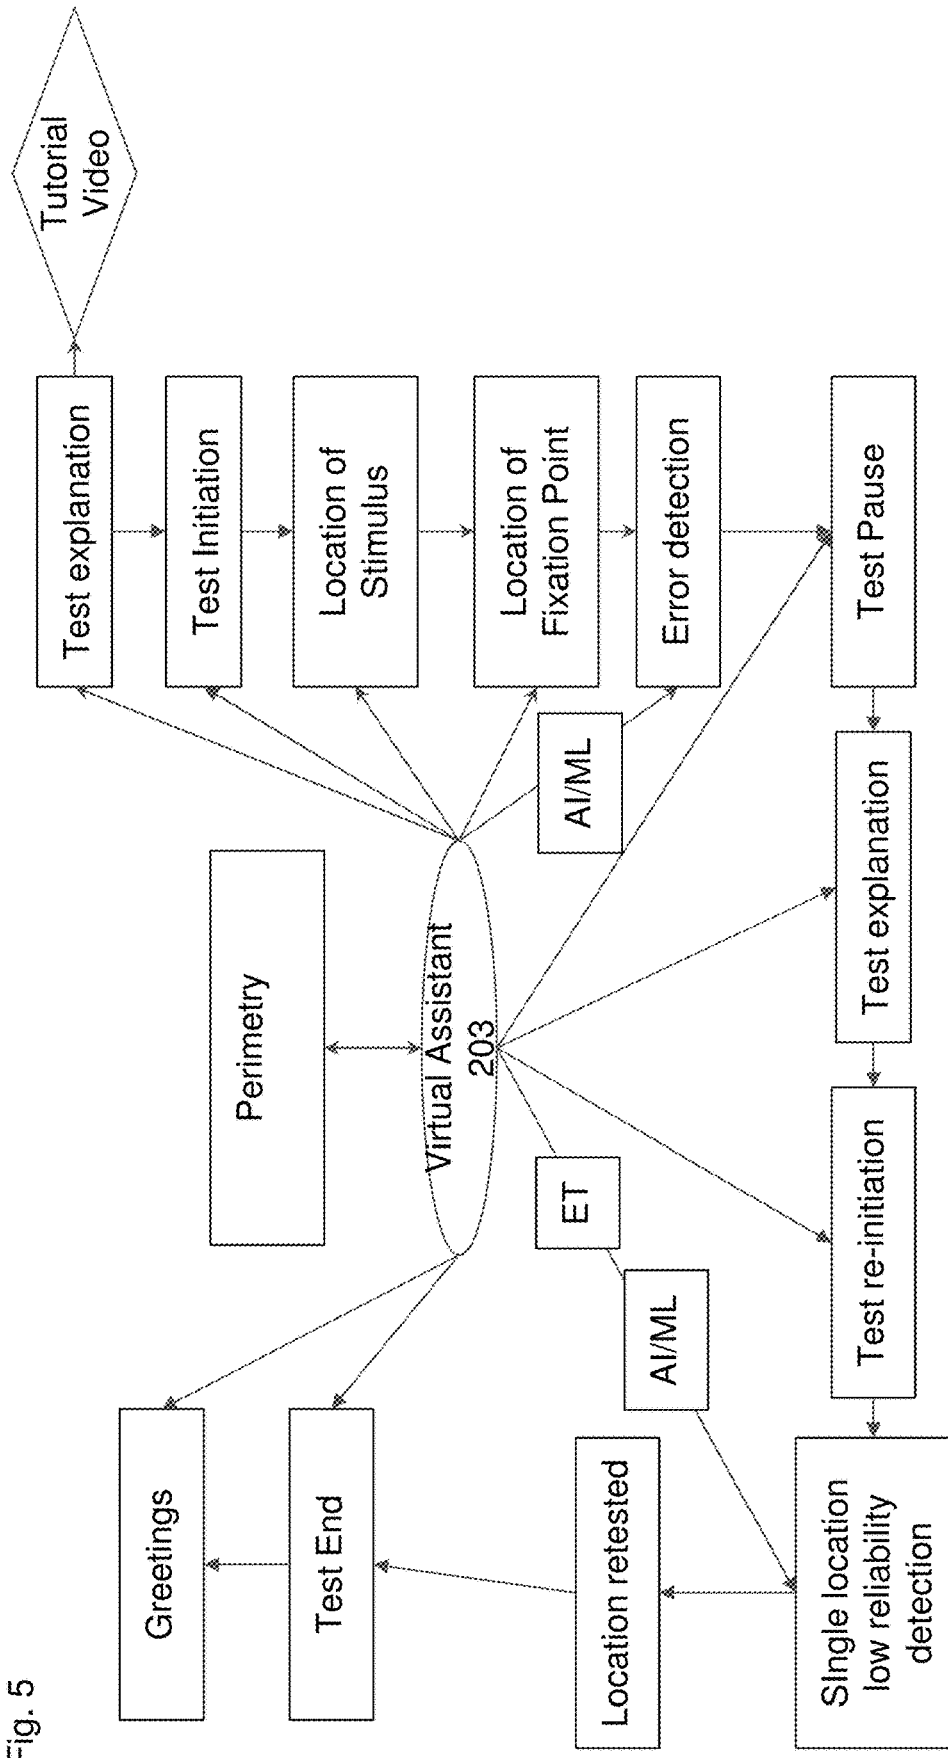 Fig. 5
Test explanation
Tutorial
Video
Greetings
Test Initiation
Perimetry
Test End
Location of
Stimulus
Virtual Assistant
203
Location of
Fixation Point
ET
AI/ML
Location retested
AI/ML
Error detection
SIngle location
low reliability
detection
Test re-initiation
Test explanation
Test Pause